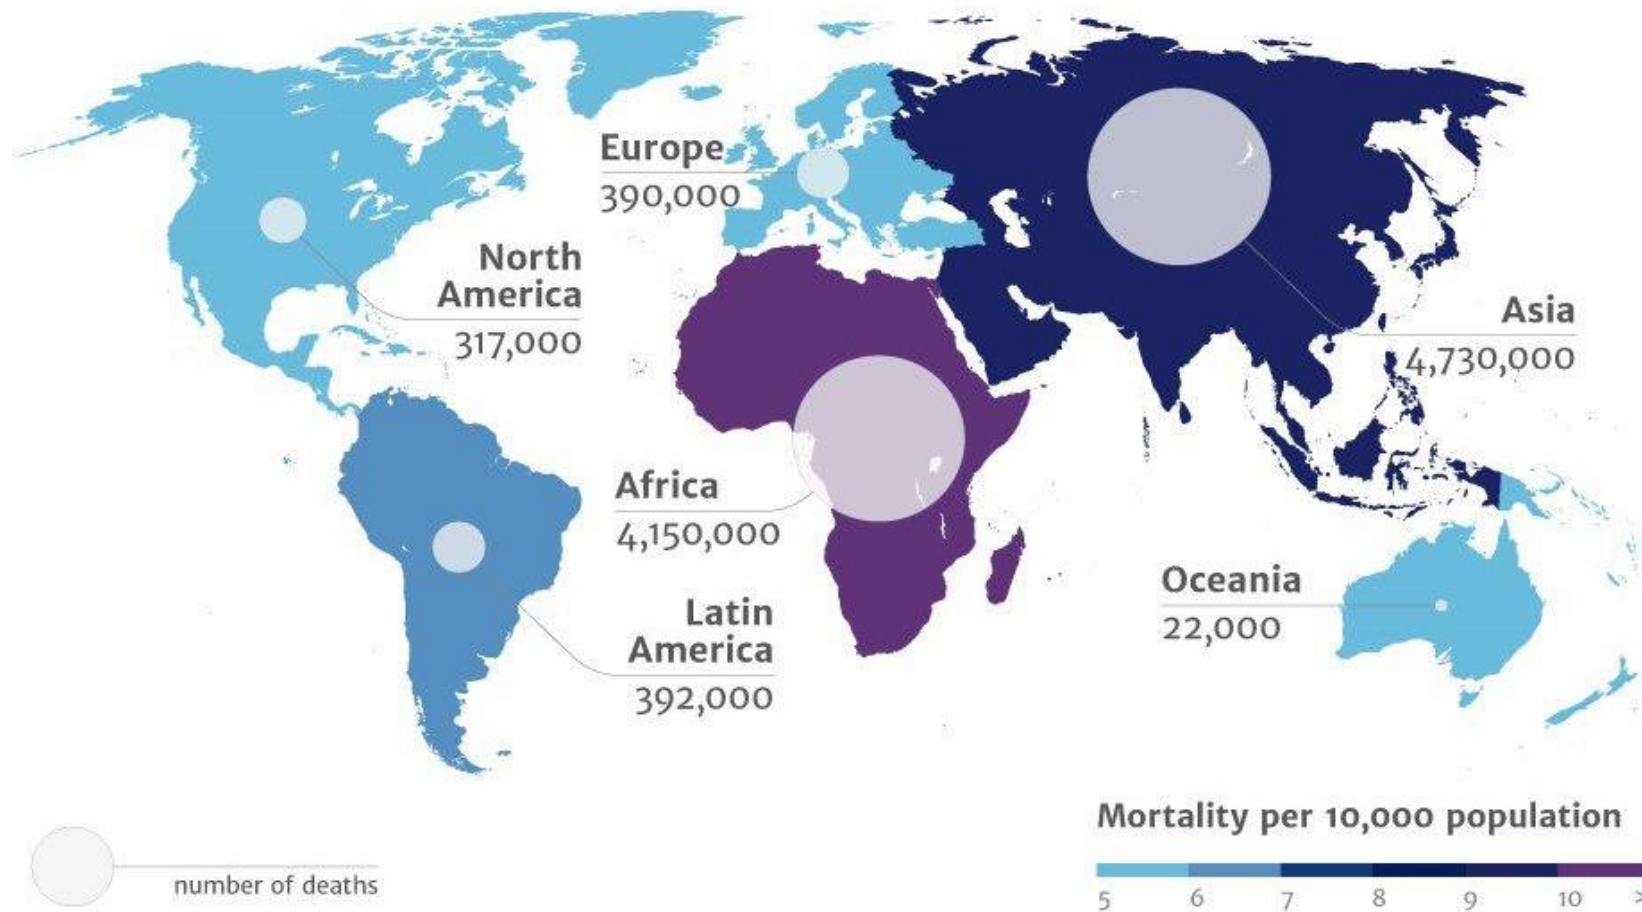 Europe
390,000
North
America
317,000
Asia
4,730,000
Africa
4,150,000
Oceania
22,000
Latin
America
392,000
Mortality per 10,000 population
5 6 7 8 9 10 >
number of deaths